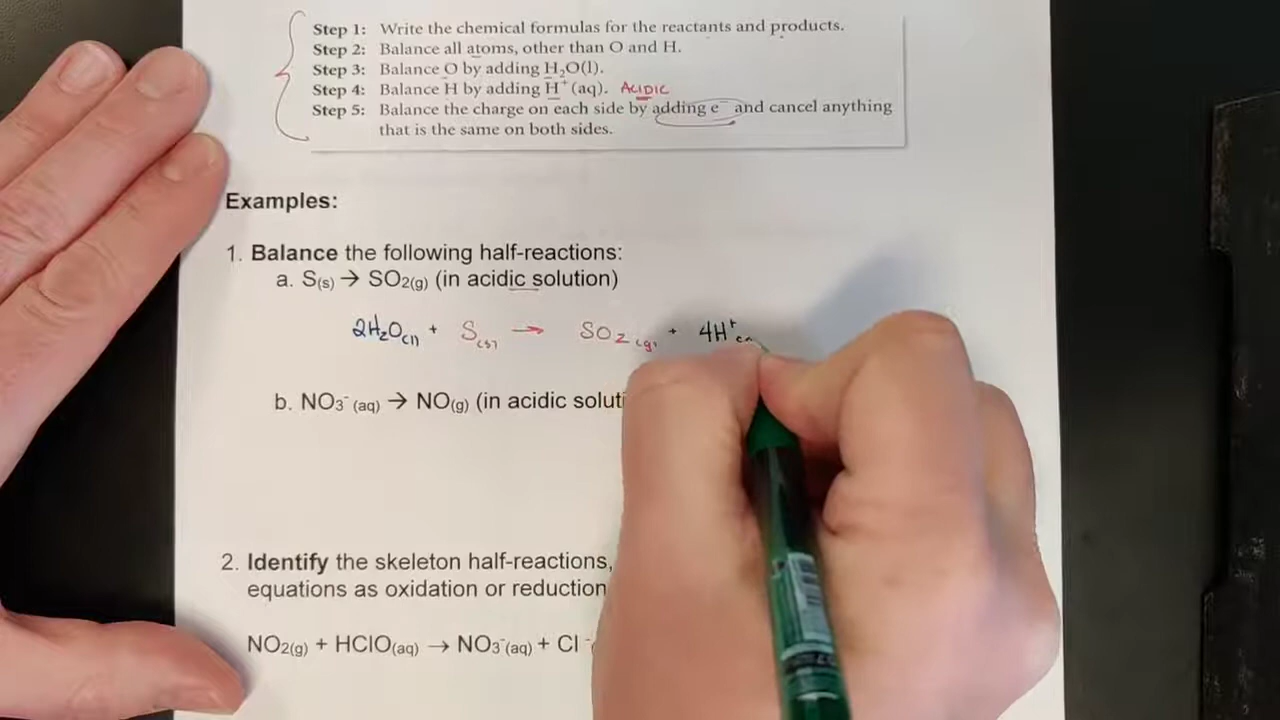 Step 1: Write the chemical formulas for the reactants and products.
Step 2: Balance all atoms, other than O and H.
Step 3: Balance O by adding H₂O(l).
Step 4: Balance H by adding H⁺(aq). ACIDIC
Step 5: Balance the charge on each side by adding e⁻ and cancel anything
that is the same on both sides.
Examples:
1. Balance the following half-reactions:
a. S(s) → SO2(g) (in acidic solution)
2H₂O(l) + S(s) → SO2(g) + 4H⁺
b. NO3⁻(aq) → NO(g) (in acidic
2. Identify the skeleton half-reactions,
equations as oxidation or reduction
NO2(g) + HClO(aq) → NO3⁻(aq) + Cl⁻